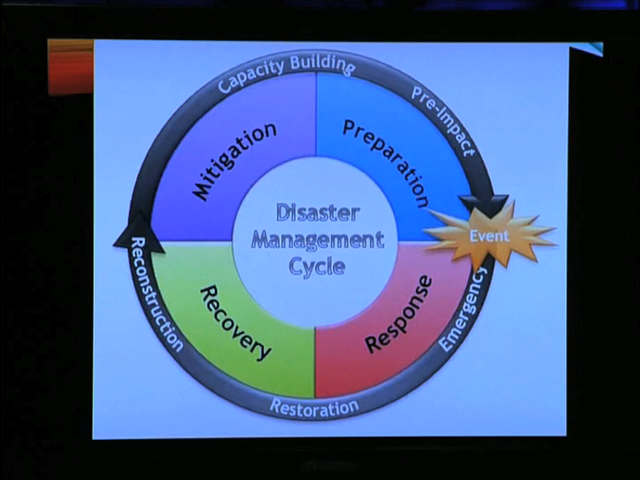 Capacity Building
Pre-Impact
Mitigation
Preparation
Disaster
Management
Cycle
Event
Reconstruction
Emergency
Recovery
Response
Restoration